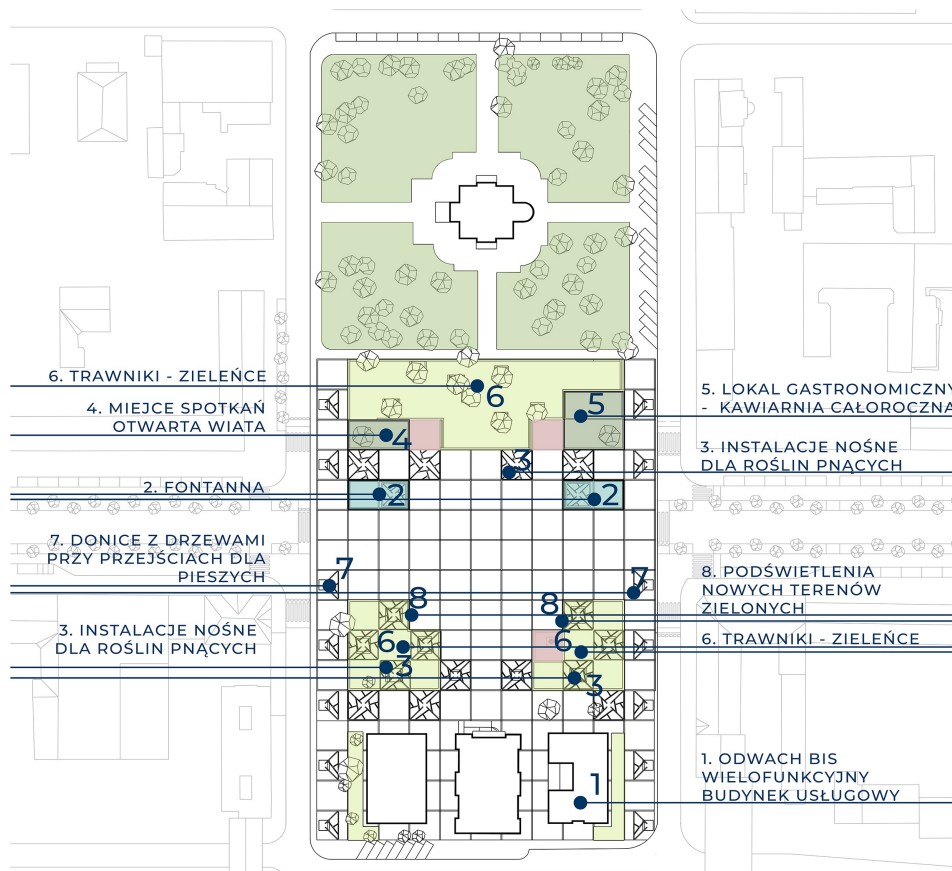 6. TRAWNIKI - ZIELEŃCE
4. MIEJCE SPOTKAŃ
OTWARTA WIATA
2. FONTANNA
7. DONICE Z DRZEWAMI
PRZY PRZEJŚCIACH DLA
PIESZYCH
3. INSTALACJE NOŚNE
DLA ROŚLIN PNĄCYCH
6
5
4
3
2
2
7
7
8
8
6
6
3
3
1
5. LOKAL GASTRONOMICZNY
- KAWIARNIA CAŁOROCZNA
3. INSTALACJE NOŚNE
DLA ROŚLIN PNĄCYCH
8. PODŚWIETLENIA
NOWYCH TERENÓW
ZIELONYCH
6. TRAWNIKI - ZIELEŃCE
1. ODWACH BIS
WIELOFUNKCYJNY
BUDYNEK USŁUGOWY